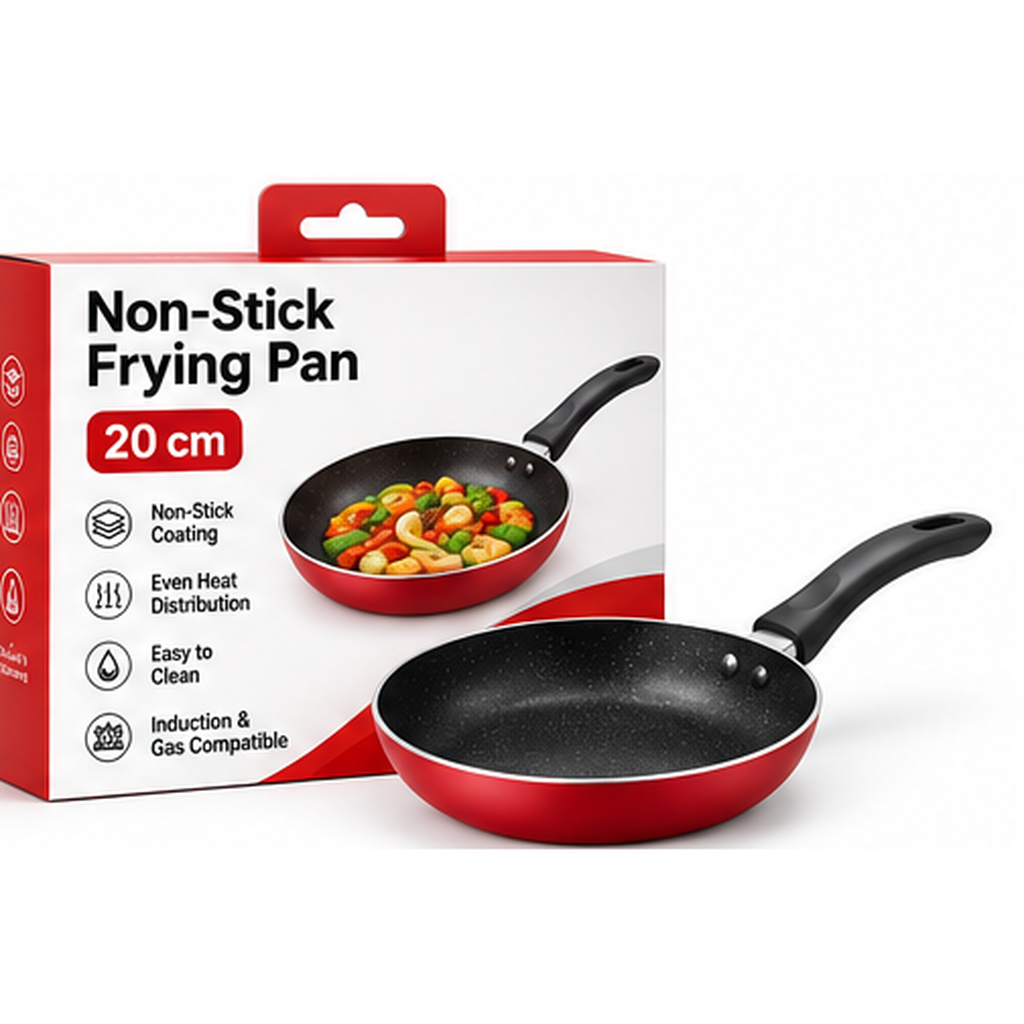 Non-Stick
Frying Pan
20 cm
Non-Stick
Coating
Even Heat
Distribution
Easy to
Clean
Induction &
Gas Compatible